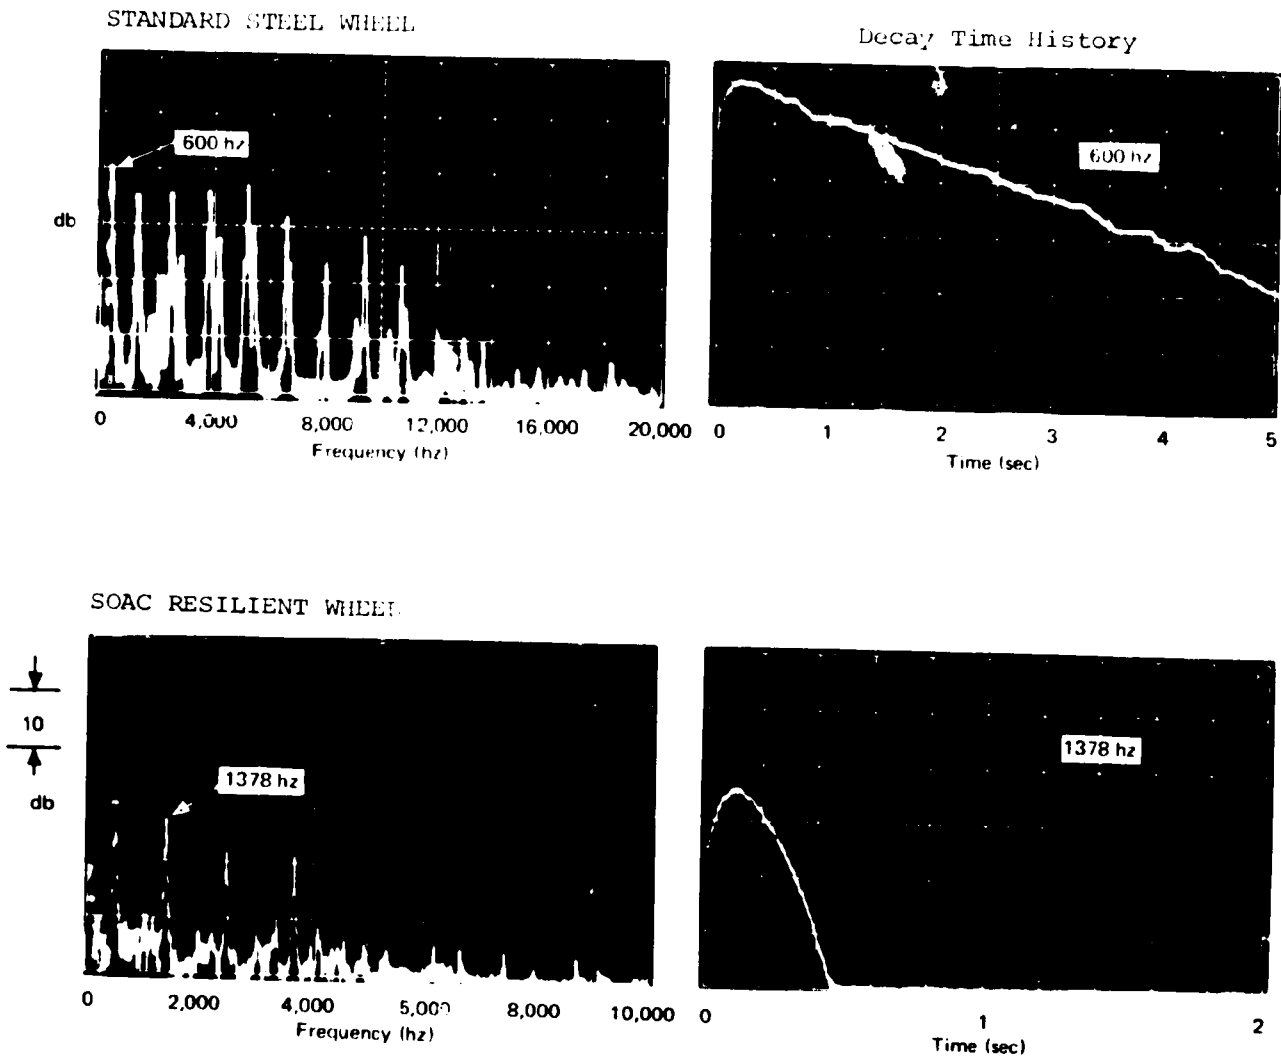 STANDARD STEEL WHEEL
Decay Time History
600 hz
600 hz
db
0 4,000 8,000 12,000 16,000 20,000
Frequency (hz)
0 1 2 3 4 5
Time (sec)
SOAC RESILIENT WHEEL
10
db
1378 hz
1378 hz
0 2,000 4,000 6,000 8,000 10,000
Frequency (hz)
0 1 2
Time (sec)